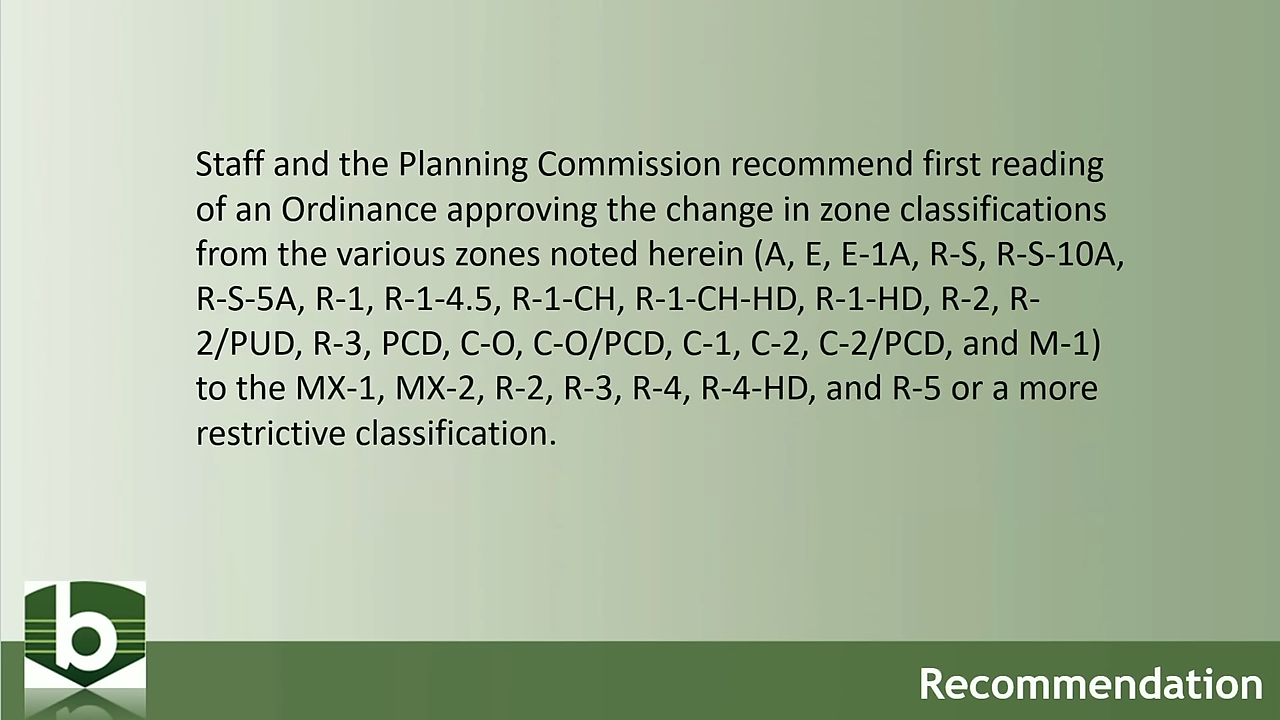 Staff and the Planning Commission recommend first reading
of an Ordinance approving the change in zone classifications
from the various zones noted herein (A, E, E-1A, R-S, R-S-10A,
R-S-5A, R-1, R-1-4.5, R-1-CH, R-1-CH-HD, R-1-HD, R-2, R-
2/PUD, R-3, PCD, C-O, C-O/PCD, C-1, C-2, C-2/PCD, and M-1)
to the MX-1, MX-2, R-2, R-3, R-4, R-4-HD, and R-5 or a more
restrictive classification.
b
Recommendation